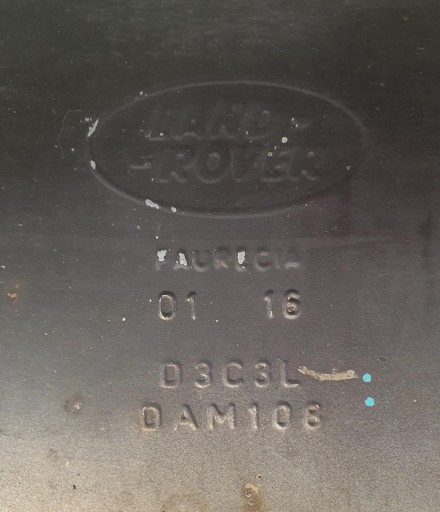 LAND-
-ROVER
FAURECIA
01 16
D3C3L
DAM108